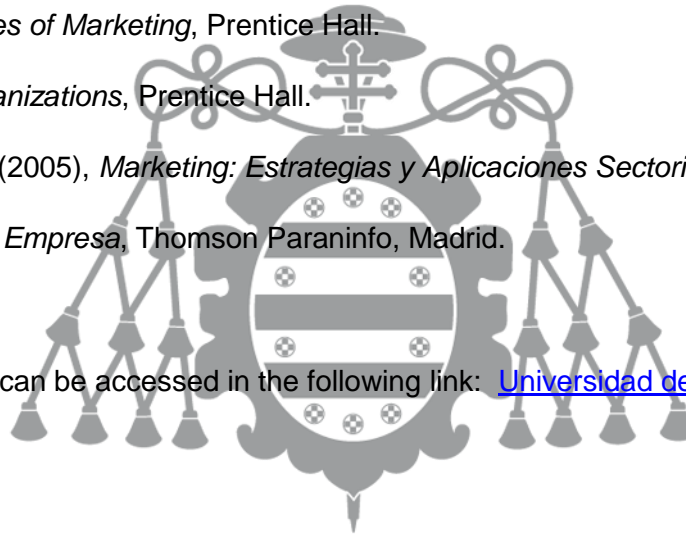 es of Marketing, Prentice Hall.
anizations, Prentice Hall.
(2005), Marketing: Estrategias y Aplicaciones Sectori
Empresa, Thomson Paraninfo, Madrid.
can be accessed in the following link: Universidad de